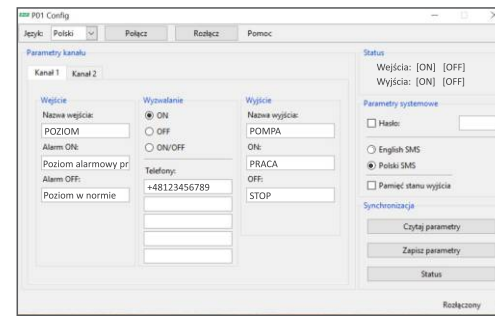 P01 Config
Język: Polski Połącz Rozłącz Pomoc
Parametry kanału
Kanał 1 Kanał 2
Wejście
Nazwa wejścia:
POZIOM
Alarm ON:
Poziom alarmowy pr
Alarm OFF:
Poziom w normie
Wyzwalanie
ON
OFF
ON/OFF
Telefony:
+48123456789
Wyjście
Nazwa wyjścia:
POMPA
ON:
PRACA
OFF:
STOP
Status
Wejścia: [ON] [OFF]
Wyjścia: [ON] [OFF]
Parametry systemowe
Hasło:
English SMS
Polski SMS
Pamięć stanu wyjścia
Synchronizacja
Czytaj parametry
Zapisz parametry
Status
Rozłączony